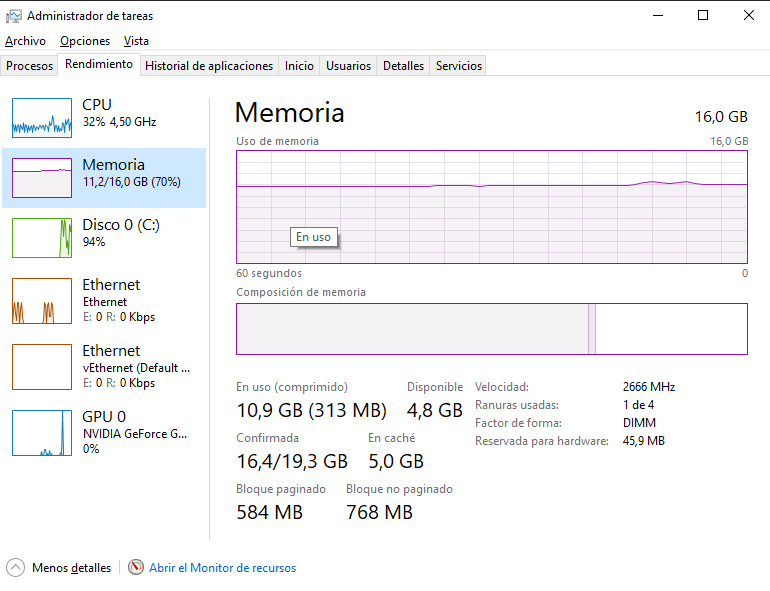 Administrador de tareas
Archivo Opciones Vista
Procesos Rendimiento Historial de aplicaciones Inicio Usuarios Detalles Servicios
CPU
32% 4,50 GHz
Memoria
11,2/16,0 GB (70%)
Disco 0 (C:)
94%
Ethernet
Ethernet
E: 0 R: 0 Kbps
Ethernet
vEthernet (Default ...
E: 0 R: 0 Kbps
GPU 0
NVIDIA GeForce G...
0%
Memoria 16,0 GB
Uso de memoria 16,0 GB
En uso
60 segundos 0
Composición de memoria
En uso (comprimido) Disponible
10,9 GB (313 MB) 4,8 GB
Confirmada En caché
16,4/19,3 GB 5,0 GB
Bloque paginado Bloque no paginado
584 MB 768 MB
Velocidad: 2666 MHz
Ranuras usadas: 1 de 4
Factor de forma: DIMM
Reservada para hardware: 45,9 MB
Menos detalles Abrir el Monitor de recursos